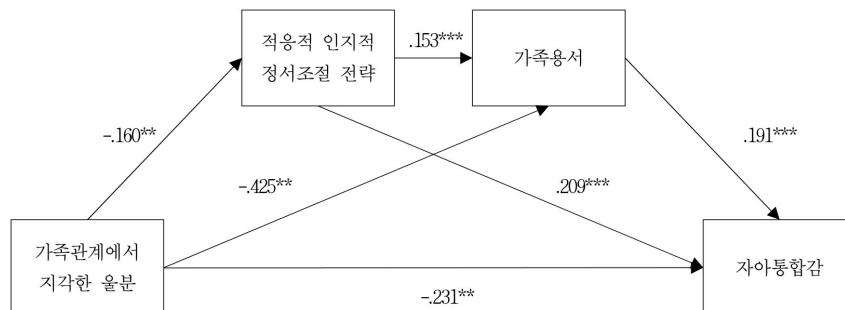 적응적 인지적
정서조절 전략
.153***
가족용서
-.160**
.191***
-.425**
.209***
가족관계에서
지각한 울분
자아통합감
-.231**